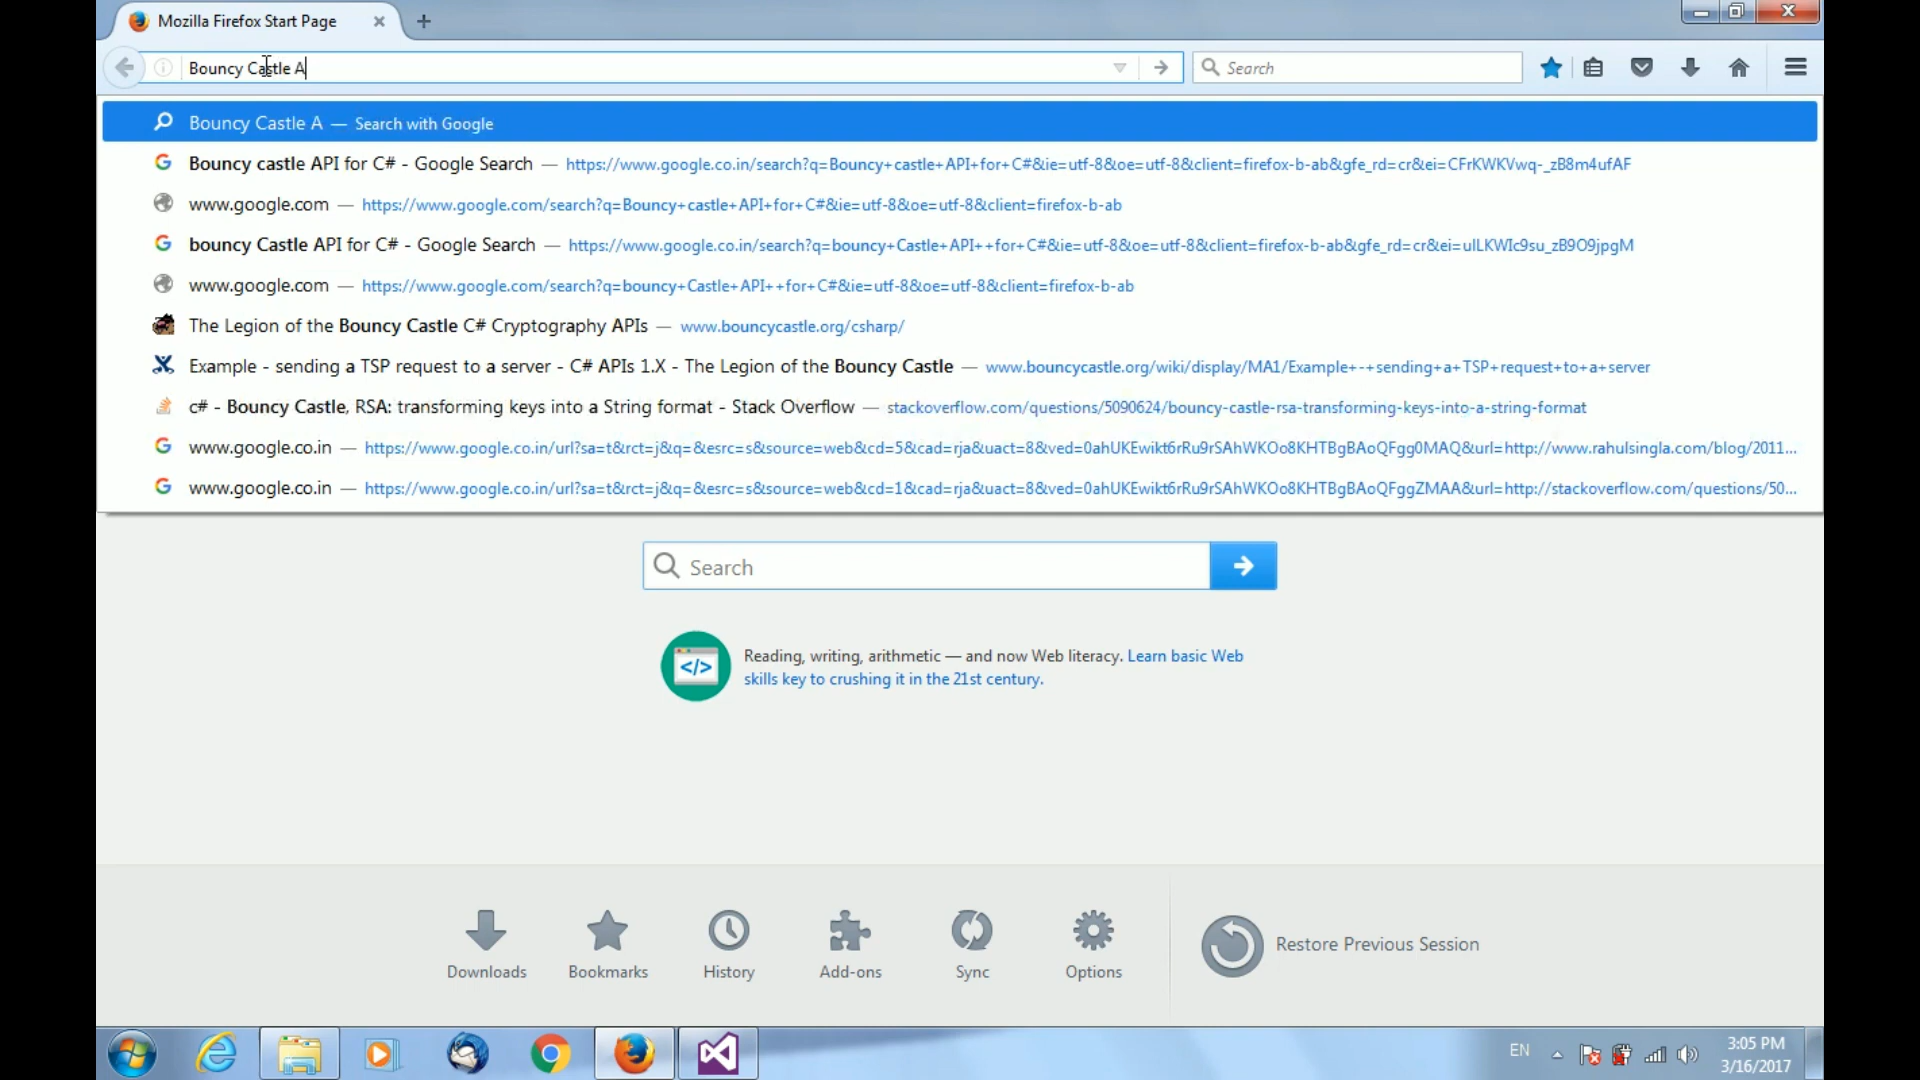 Mozilla Firefox Start Page
Bouncy Castle A
Search
Bouncy Castle A — Search with Google
Bouncy castle API for C# - Google Search — https://www.google.co.in/search?q=Bouncy+castle+API+for+C#&ie=utf-8&oe=utf-8&client=firefox-b-ab&gfe_rd=cr&ei=CFrKWKVwq-_zB8m4ufAF
www.google.com — https://www.google.com/search?q=Bouncy+castle+API+for+C#&ie=utf-8&oe=utf-8&client=firefox-b-ab
bouncy Castle API for C# - Google Search — https://www.google.co.in/search?q=bouncy+Castle+API++for+C#&ie=utf-8&oe=utf-8&client=firefox-b-ab&gfe_rd=cr&ei=ulLKWIc9su_zB9O9jpgM
www.google.com — https://www.google.com/search?q=bouncy+Castle+API++for+C#&ie=utf-8&oe=utf-8&client=firefox-b-ab
The Legion of the Bouncy Castle C# Cryptography APIs — www.bouncycastle.org/csharp/
Example - sending a TSP request to a server - C# APIs 1.X - The Legion of the Bouncy Castle — www.bouncycastle.org/wiki/display/MA1/Example+-+sending+a+TSP+request+to+a+server
c# - Bouncy Castle, RSA: transforming keys into a String format - Stack Overflow — stackoverflow.com/questions/5090624/bouncy-castle-rsa-transforming-keys-into-a-string-format
www.google.co.in — https://www.google.co.in/url?sa=t&rct=j&q=&esrc=s&source=web&cd=5&cad=rja&uact=8&ved=0ahUKEwikt6rRu9rSAhWKOo8KHTBgBAoQFgg0MAQ&url=http://www.rahulsingla.com/blog/2011...
www.google.co.in — https://www.google.co.in/url?sa=t&rct=j&q=&esrc=s&source=web&cd=1&cad=rja&uact=8&ved=0ahUKEwikt6rRu9rSAhWKOo8KHTBgBAoQFggZMAA&url=http://stackoverflow.com/questions/50...
Search
Reading, writing, arithmetic — and now Web literacy. Learn basic Web
skills key to crushing it in the 21st century.
Downloads
Bookmarks
History
Add-ons
Sync
Options
Restore Previous Session
EN
3:05 PM
3/16/2017